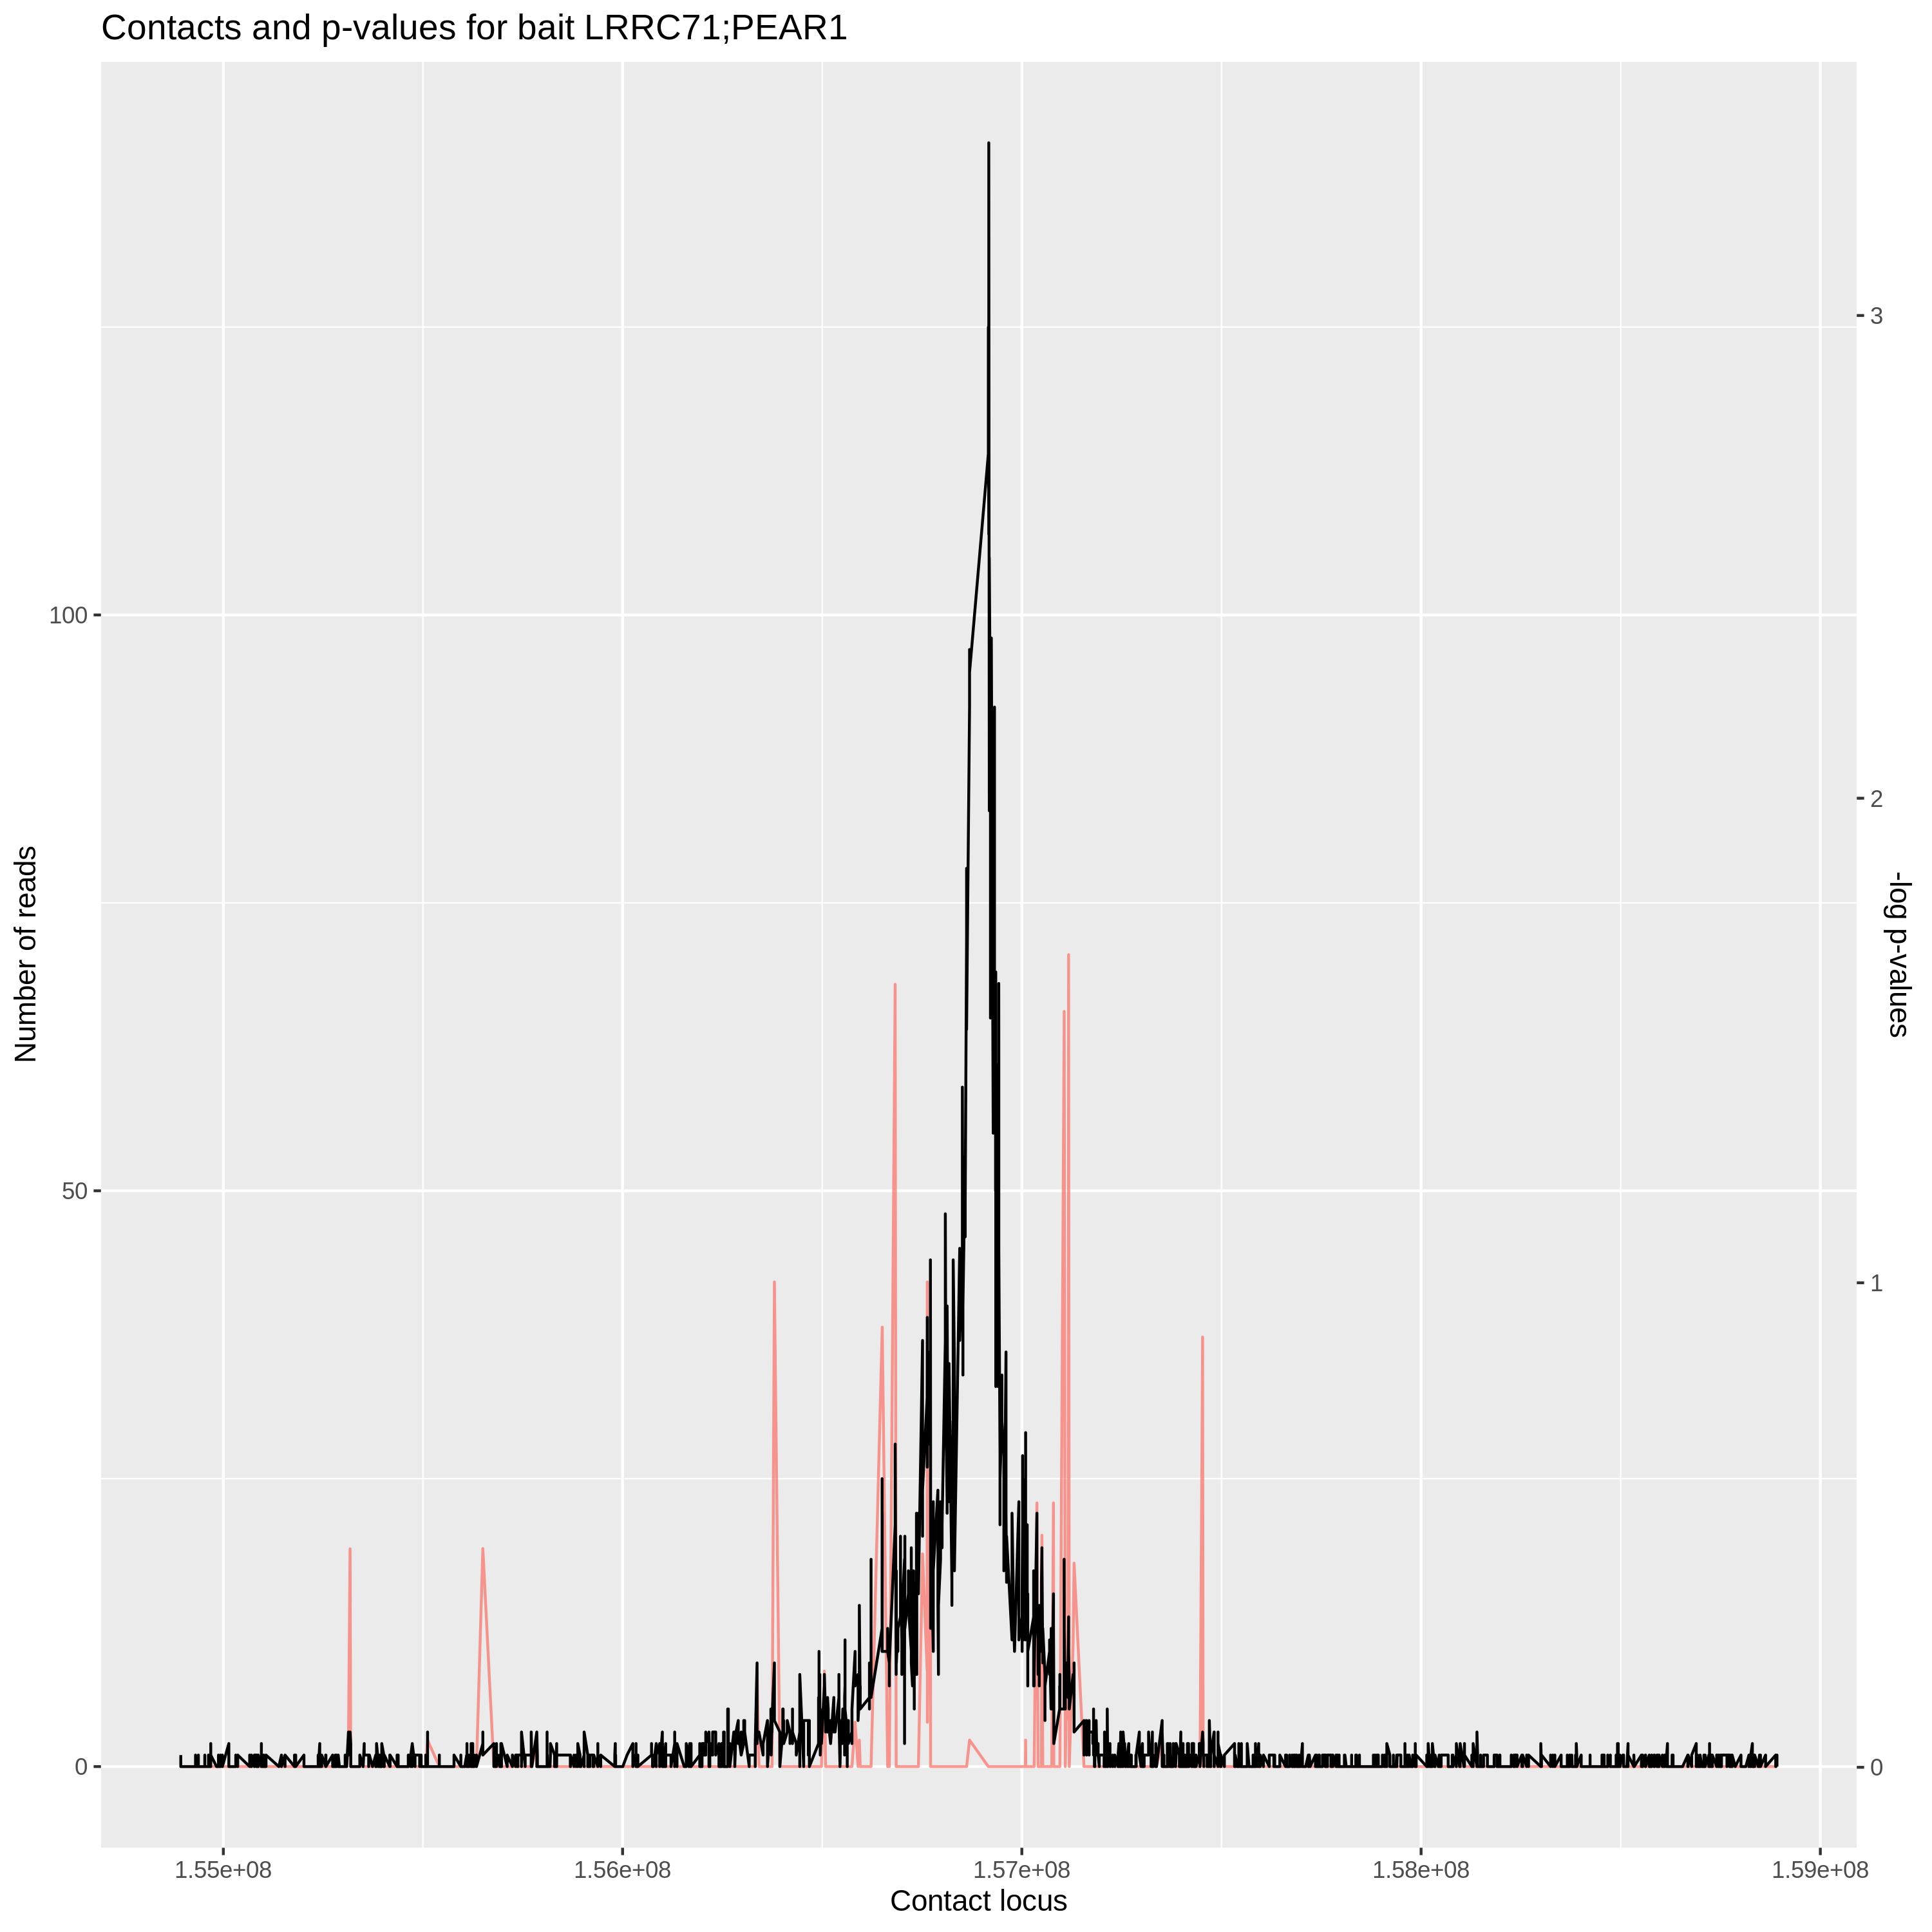 Contacts and p-values for bait LRRC71;PEAR1
Number of reads
100
50
0
3
2
1
0
-log p-values
1.55e+08
1.56e+08
1.57e+08
1.58e+08
1.59e+08
Contact locus